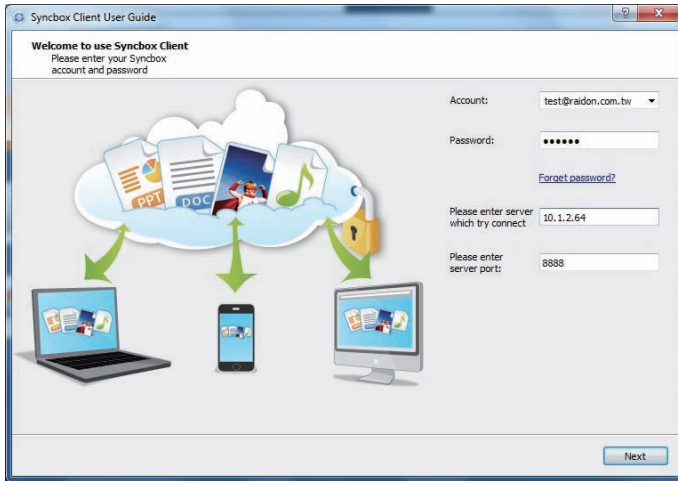 Syncbox Client User Guide
Welcome to use Syncbox Client
Please enter your Syncbox
account and password
PPT
DOC
Account:
test@raidon.com.tw
Password:
●●●●●●
Forget password?
Please enter server
which try connect
10.1.2.64
Please enter
server port:
8888
Next